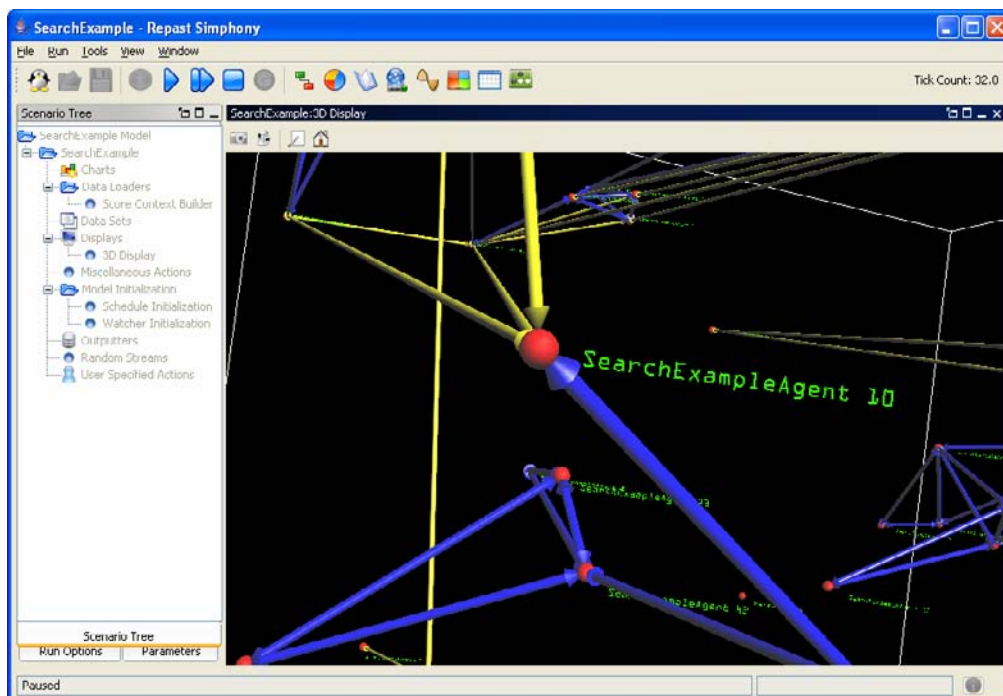 SearchExample - Repast Simphony
File Run Tools View Window
Tick Count: 32.0
Scenario Tree
SearchExample:3D Display
SearchExample Model
SearchExample
Charts
Data Loaders
Score Context Builder
Data Sets
Displays
3D Display
Miscellaneous Actions
Model Initialization
Schedule Initialization
Watcher Initialization
Outputters
Random Streams
User Specified Actions
SearchExampleAgent 10
SearchExampleAgent 42
Scenario Tree
Run Options Parameters
Paused